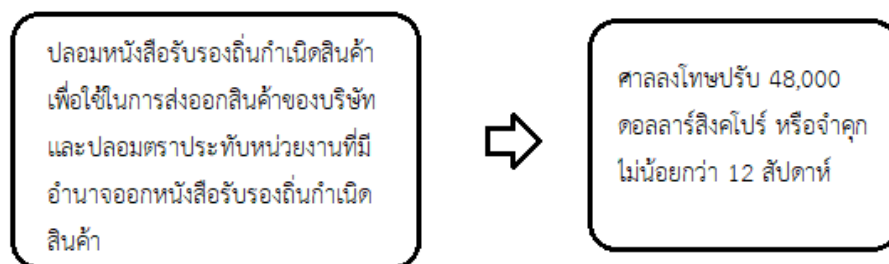 ปลอมหนังสือรับรองถิ่นกำเนิดสินค้า
เพื่อใช้ในการส่งออกสินค้าของบริษัท
และปลอมตราประทับหน่วยงานที่มี
อำนาจออกหนังสือรับรองถิ่นกำเนิด
สินค้า
ศาลลงโทษปรับ 48,000
ดอลลาร์สิงคโปร์ หรือจำคุก
ไม่น้อยกว่า 12 สัปดาห์